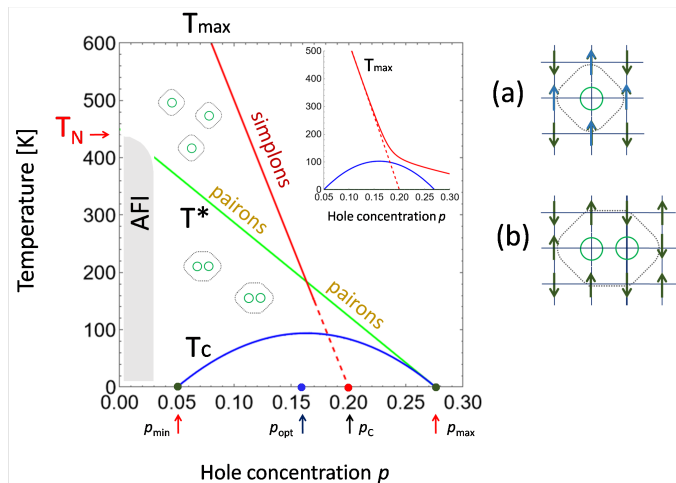 Tmax
600
500
400
300
200
100
0
Temperature [K]
TN →
AFI
T*
pairons
simplons
pairons
Tc
0.00 0.05 0.10 0.15 0.20 0.25 0.30
pmin
popt
pC
pmax
Hole concentration p
500
400
300
200
100
0
Tmax
0.05 0.10 0.15 0.20 0.25 0.30
Hole concentration p
(a)
(b)